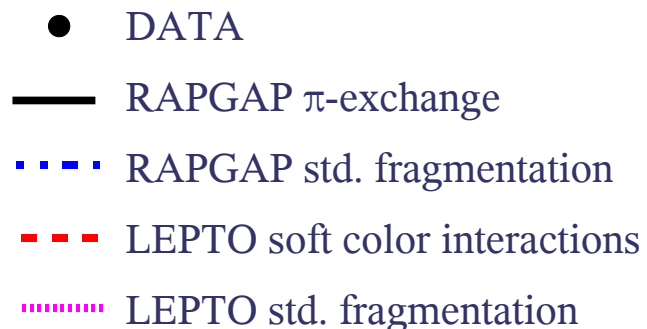 DATA
RAPGAP π-exchange
RAPGAP std. fragmentation
LEPTO soft color interactions
LEPTO std. fragmentation